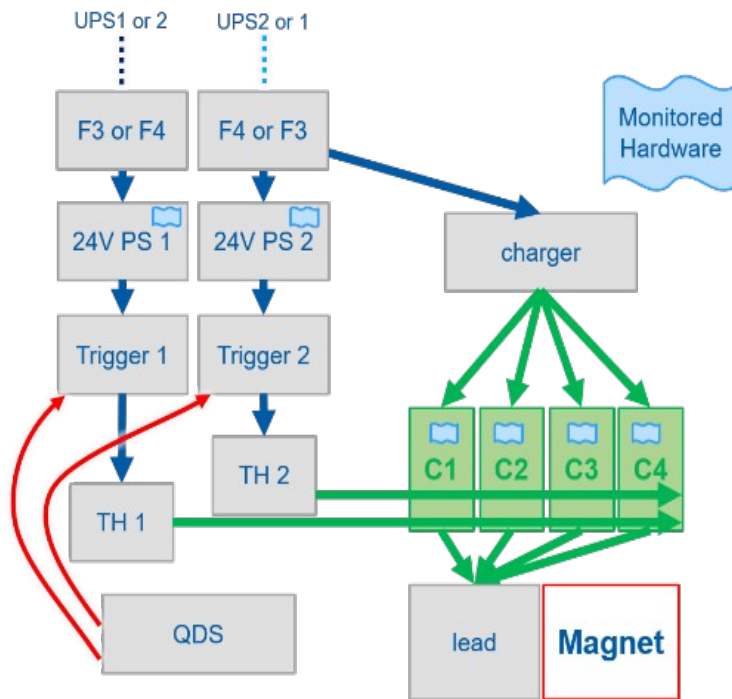 UPS1 or 2
UPS2 or 1
F3 or F4
F4 or F3
Monitored
Hardware
24V PS 1
24V PS 2
charger
Trigger 1
Trigger 2
C1
C2
C3
C4
TH 2
TH 1
QDS
lead
Magnet